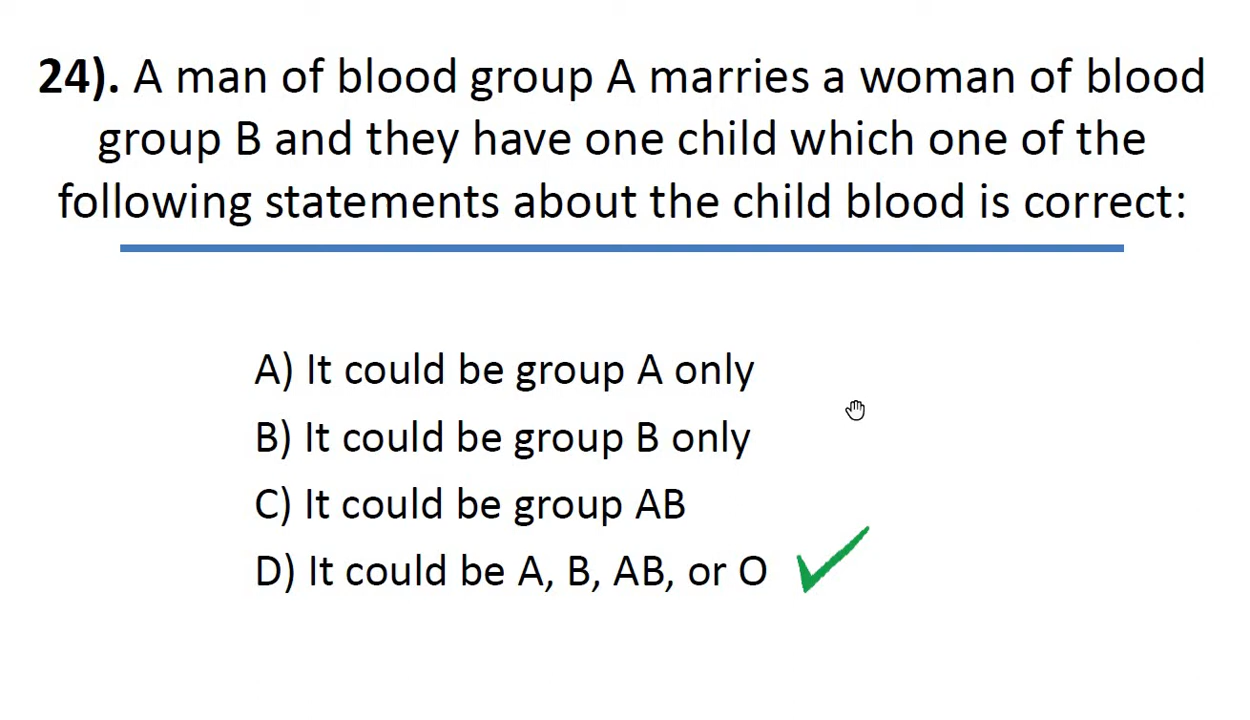 24). A man of blood group A marries a woman of blood
group B and they have one child which one of the
following statements about the child blood is correct:
A) It could be group A only
B) It could be group B only
C) It could be group AB
D) It could be A, B, AB, or O